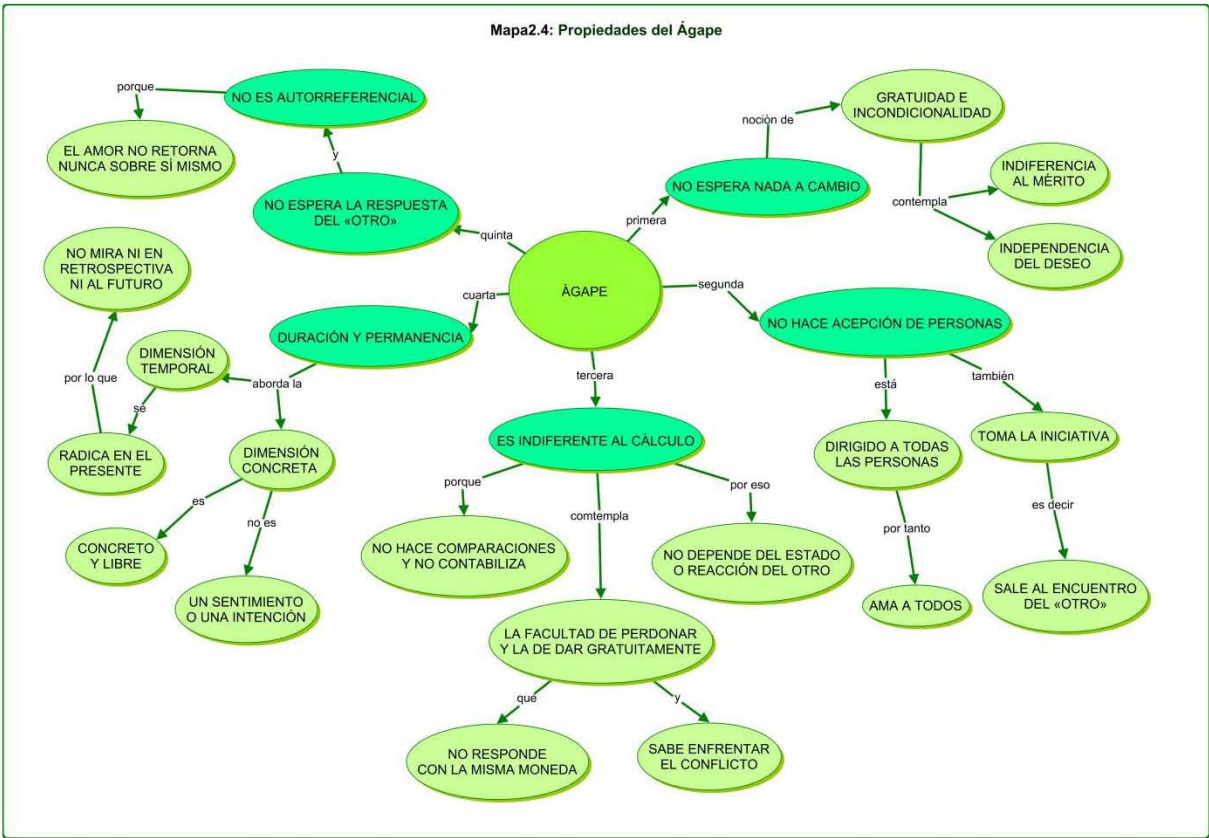 Mapa2.4: Propiedades del Ágape
ÀGAPE
primera
NO ESPERA NADA A CAMBIO
noción de
GRATUIDAD E
INCONDICIONALIDAD
contempla
INDIFERENCIA
AL MÉRITO
INDEPENDENCIA
DEL DESEO
segunda
NO HACE ACEPCIÓN DE PERSONAS
está
DIRIGIDO A TODAS
LAS PERSONAS
por tanto
AMA A TODOS
también
TOMA LA INICIATIVA
es decir
SALE AL ENCUENTRO
DEL «OTRO»
tercera
ES INDIFERENTE AL CÀLCULO
porque
NO HACE COMPARACIONES
Y NO CONTABILIZA
comtempla
LA FACULTAD DE PERDONAR
Y LA DE DAR GRATUITAMENTE
que
NO RESPONDE
CON LA MISMA MONEDA
y
SABE ENFRENTAR
EL CONFLICTO
por eso
NO DEPENDE DEL ESTADO
O REACCIÓN DEL OTRO
cuarta
DURACIÓN Y PERMANENCIA
aborda la
DIMENSIÓN
TEMPORAL
se
RADICA EN EL
PRESENTE
por lo que
NO MIRA NI EN
RETROSPECTIVA
NI AL FUTURO
DIMENSIÓN
CONCRETA
es
CONCRETO
Y LIBRE
no es
UN SENTIMIENTO
O UNA INTENCIÓN
quinta
NO ESPERA LA RESPUESTA
DEL «OTRO»
y
NO ES AUTORREFERENCIAL
porque
EL AMOR NO RETORNA
NUNCA SOBRE SÍ MISMO